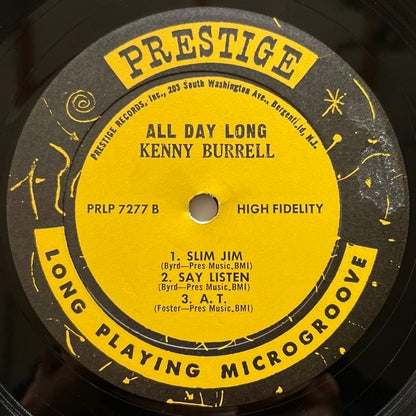 PRESTIGE
PRESTIGE RECORDS, Inc., 203 South Washington Ave., Bergenfield, N.J.
ALL DAY LONG
KENNY BURRELL
PRLP 7277 B
HIGH FIDELITY
1. SLIM JIM
(Byrd—Pres Music-BMI)
2. SAY LISTEN
(Byrd—Pres Music-BMI)
3. A. T.
(Foster—Pres Music-BMI)
LONG PLAYING MICROGROOVE